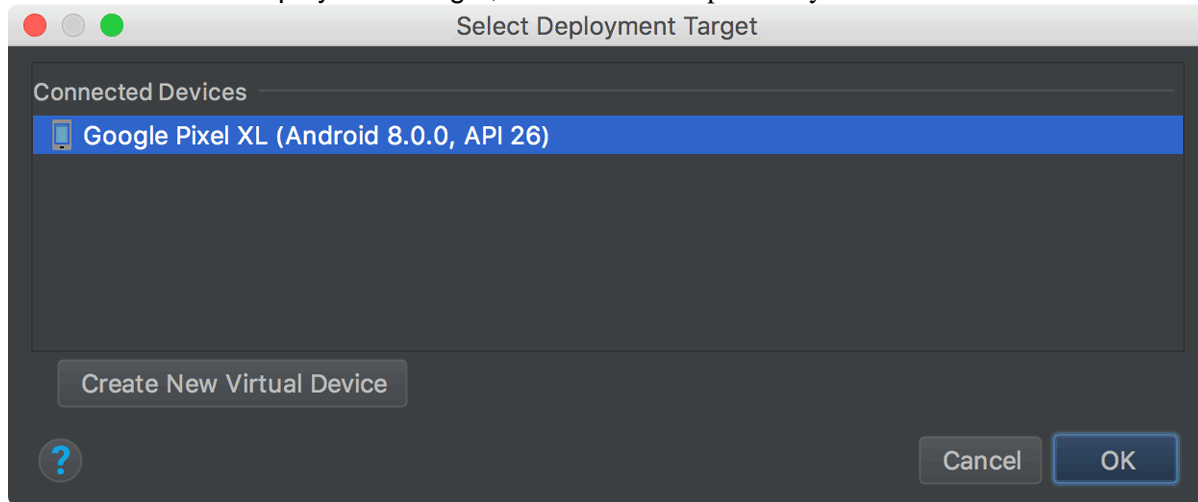 Select Deployment Target
Connected Devices
Google Pixel XL (Android 8.0.0, API 26)
Create New Virtual Device
?
Cancel
OK